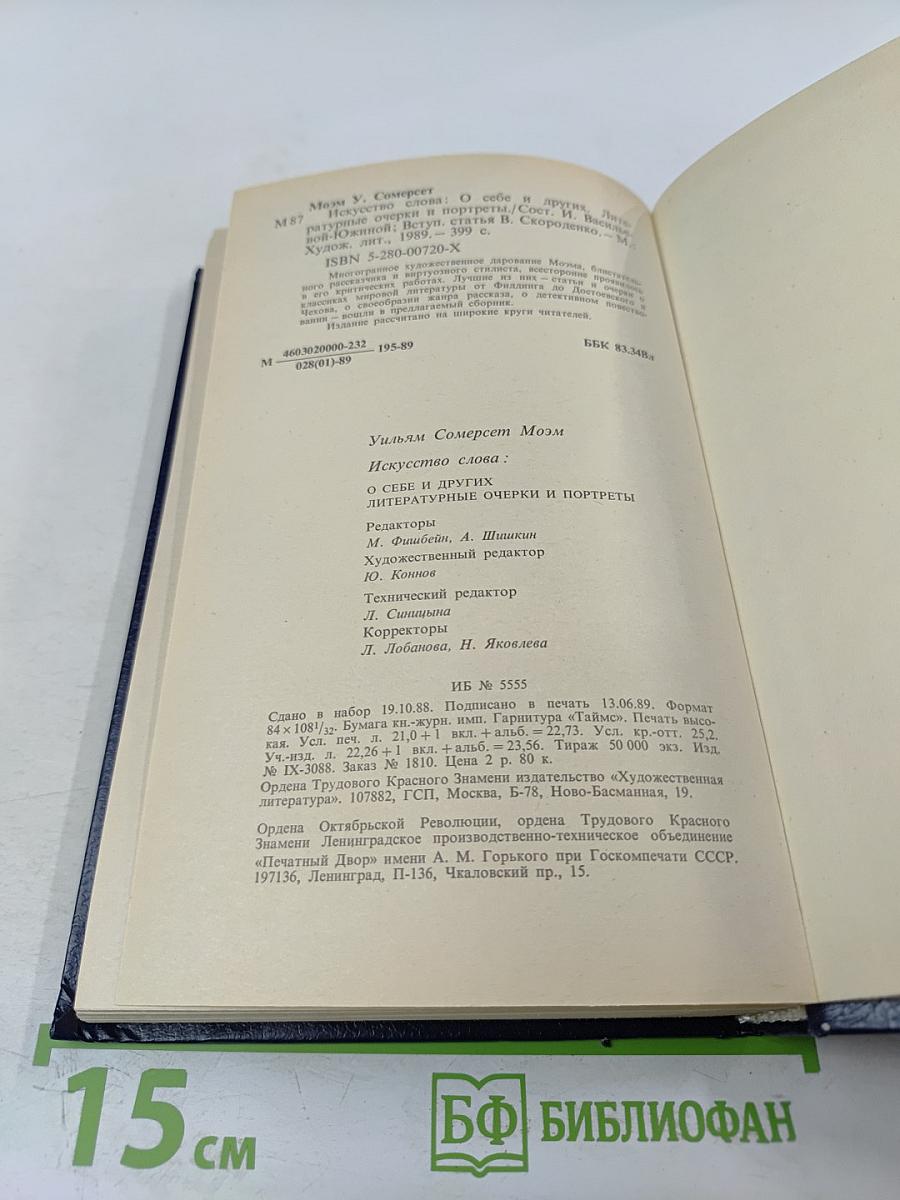 Моэм У. Сомерсет
М87 Искусство слова: О себе и других. Лите-
ратурные очерки и портреты./Сост. И. Василье-
вой-Южиной; Вступ. статья В. Скороденко.– М.:
Худож. лит., 1989.– 399 с.
ISBN 5-280-00720-X
Многогранное художественное дарование Моэма, блистатель-
ного рассказчика и виртуозного стилиста, всесторонне проявилось
в его критических работах. Лучшие из них – статьи и очерки о
классиках мировой литературы от Филдинга до Достоевского и
Чехова, о своеобразии жанра рассказа, о детективном повество-
вании – вошли в предлагаемый сборник.
Издание рассчитано на широкие круги читателей.
М 4603020000-232 195-89 ББК 83.34Вл
028(01)-89
Уильям Сомерсет Моэм
Искусство слова:
О СЕБЕ И ДРУГИХ
ЛИТЕРАТУРНЫЕ ОЧЕРКИ И ПОРТРЕТЫ
Редакторы
М. Фишбейн, А. Шишкин
Художественный редактор
Ю. Коннов
Технический редактор
Л. Синицына
Корректоры
Л. Лобанова, Н. Яковлева
ИБ № 5555
Сдано в набор 19.10.88. Подписано в печать 13.06.89. Формат
84×108¹/₃₂. Бумага кн.-журн. имп. Гарнитура «Таймс». Печать высо-
кая. Усл. печ. л. 21,0+1 вкл.+альб.=22,73. Усл. кр.-отт. 25,2.
Уч.-изд. л. 22,26+1 вкл.+альб.=23,56. Тираж 50 000 экз. Изд.
№ IX-3088. Заказ № 1810. Цена 2 р. 80 к.
Ордена Трудового Красного Знамени издательство «Художественная
литература». 107882, ГСП, Москва, Б-78, Ново-Басманная, 19.
Ордена Октябрьской Революции, ордена Трудового Красного
Знамени Ленинградское производственно-техническое объединение
«Печатный Двор» имени А. М. Горького при Госкомпечати СССР.
197136, Ленинград, П-136, Чкаловский пр., 15.
15 см
БФ БИБЛИОФАН